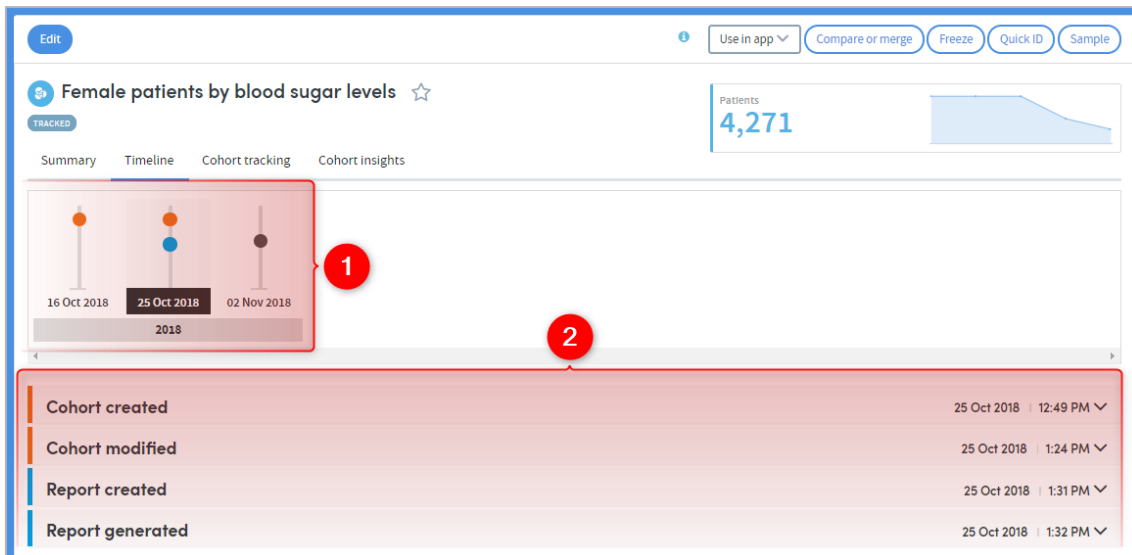 Edit
Use in app
Compare or merge
Freeze
Quick ID
Sample
Female patients by blood sugar levels
TRACKED
Patients
4,271
Summary Timeline Cohort tracking Cohort insights
1
16 Oct 2018 25 Oct 2018 02 Nov 2018
2018
2
Cohort created 25 Oct 2018 | 12:49 PM
Cohort modified 25 Oct 2018 | 1:24 PM
Report created 25 Oct 2018 | 1:31 PM
Report generated 25 Oct 2018 | 1:32 PM